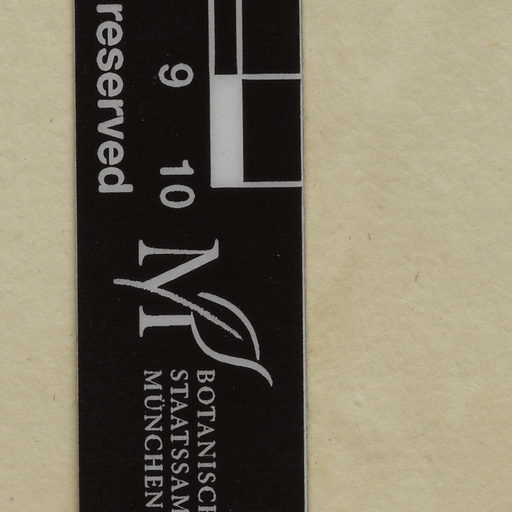 reserved
9 10
M
BOTANISCH
STAATSSAM
MÜNCHEN